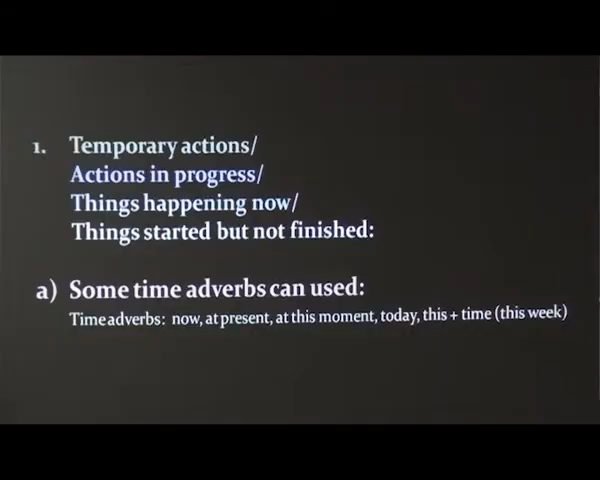 1. Temporary actions/
Actions in progress/
Things happening now/
Things started but not finished:
a) Some time adverbs can used:
Time adverbs: now, at present, at this moment, today, this + time (this week)